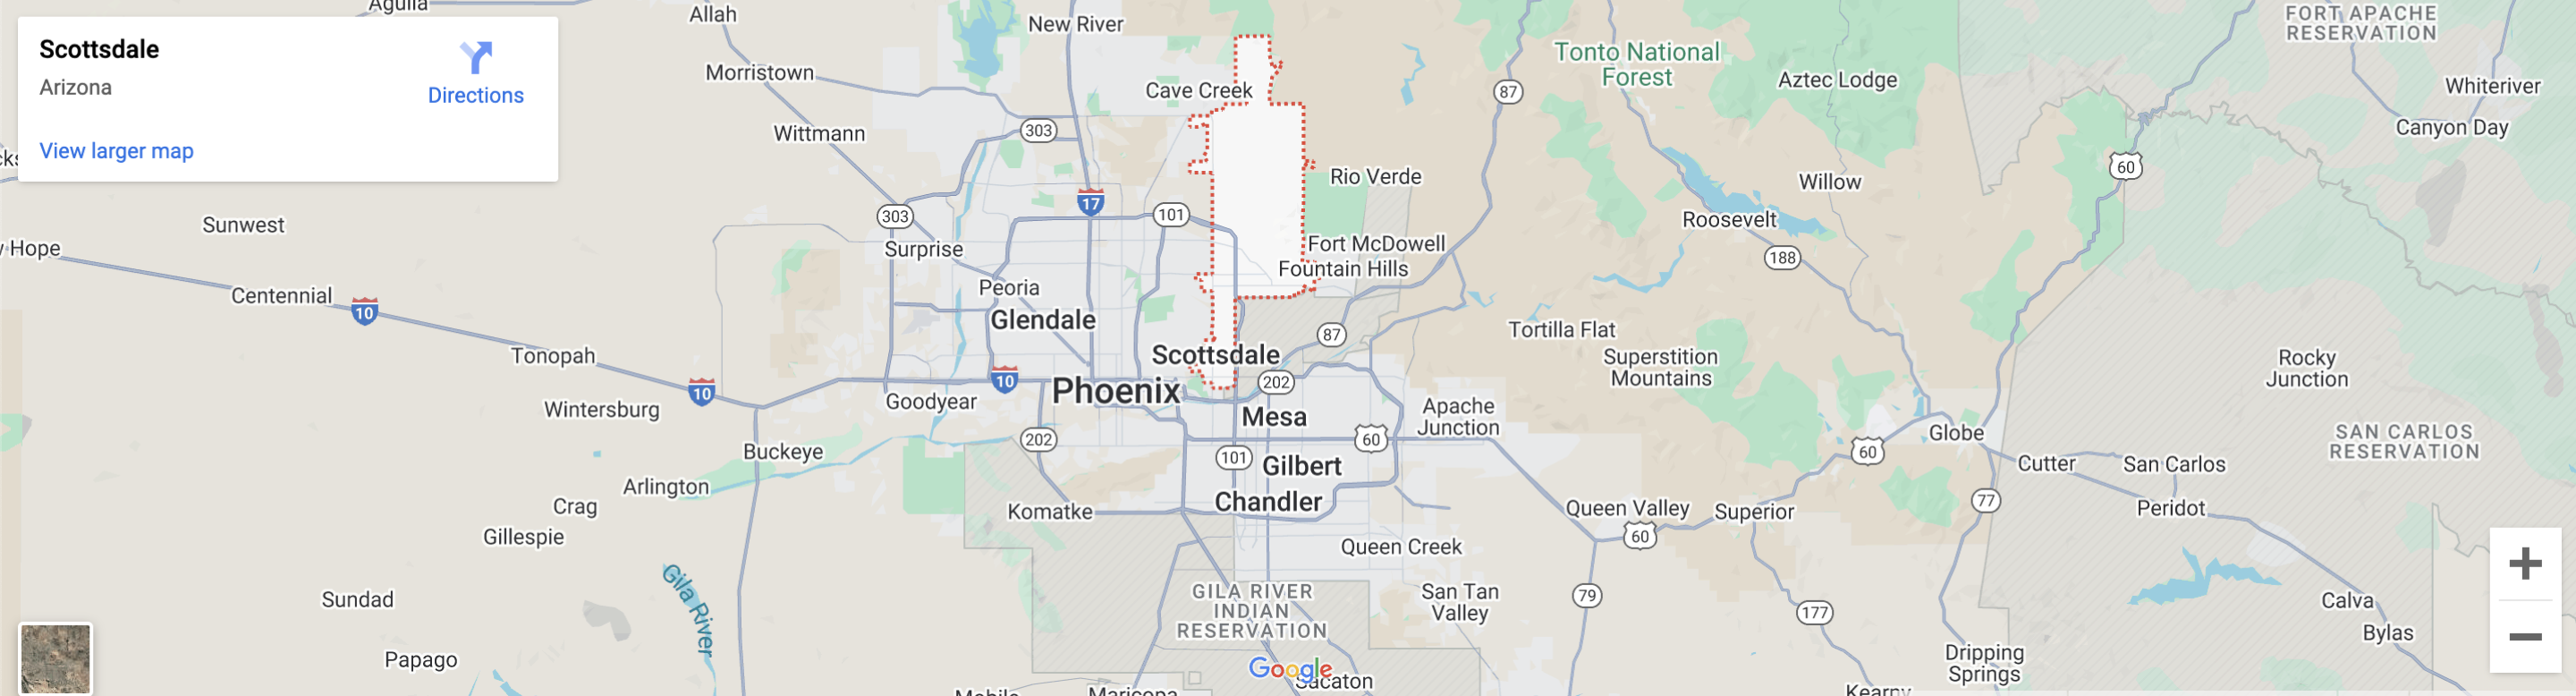 Scottsdale
Arizona
Directions
View larger map
Aguila
Allah
New River
Morristown
Cave Creek
Wittmann
303
Tonto National
Forest
87
Aztec Lodge
FORT APACHE
RESERVATION
Whiteriver
Canyon Day
60
Sunwest
Hope
303
Surprise
17
101
Rio Verde
Willow
Roosevelt
188
Fort McDowell
Fountain Hills
Centennial
10
Peoria
Glendale
Tonopah
10
10
Scottsdale
87
Phoenix
202
Goodyear
Tortilla Flat
Superstition
Mountains
Rocky
Junction
Wintersburg
Mesa
Apache
Junction
Buckeye
202
101
60
Gilbert
Chandler
Globe
60
Cutter
San Carlos
SAN CARLOS
RESERVATION
Arlington
Crag
Gillespie
Komatke
Queen Valley
60
Superior
77
Peridot
Queen Creek
Gila River
Sundad
GILA RIVER
INDIAN
RESERVATION
San Tan
Valley
79
177
Calva
Bylas
Papago
Dripping
Springs
Google
Sacaton
Mobile
Maricopa
Kearny